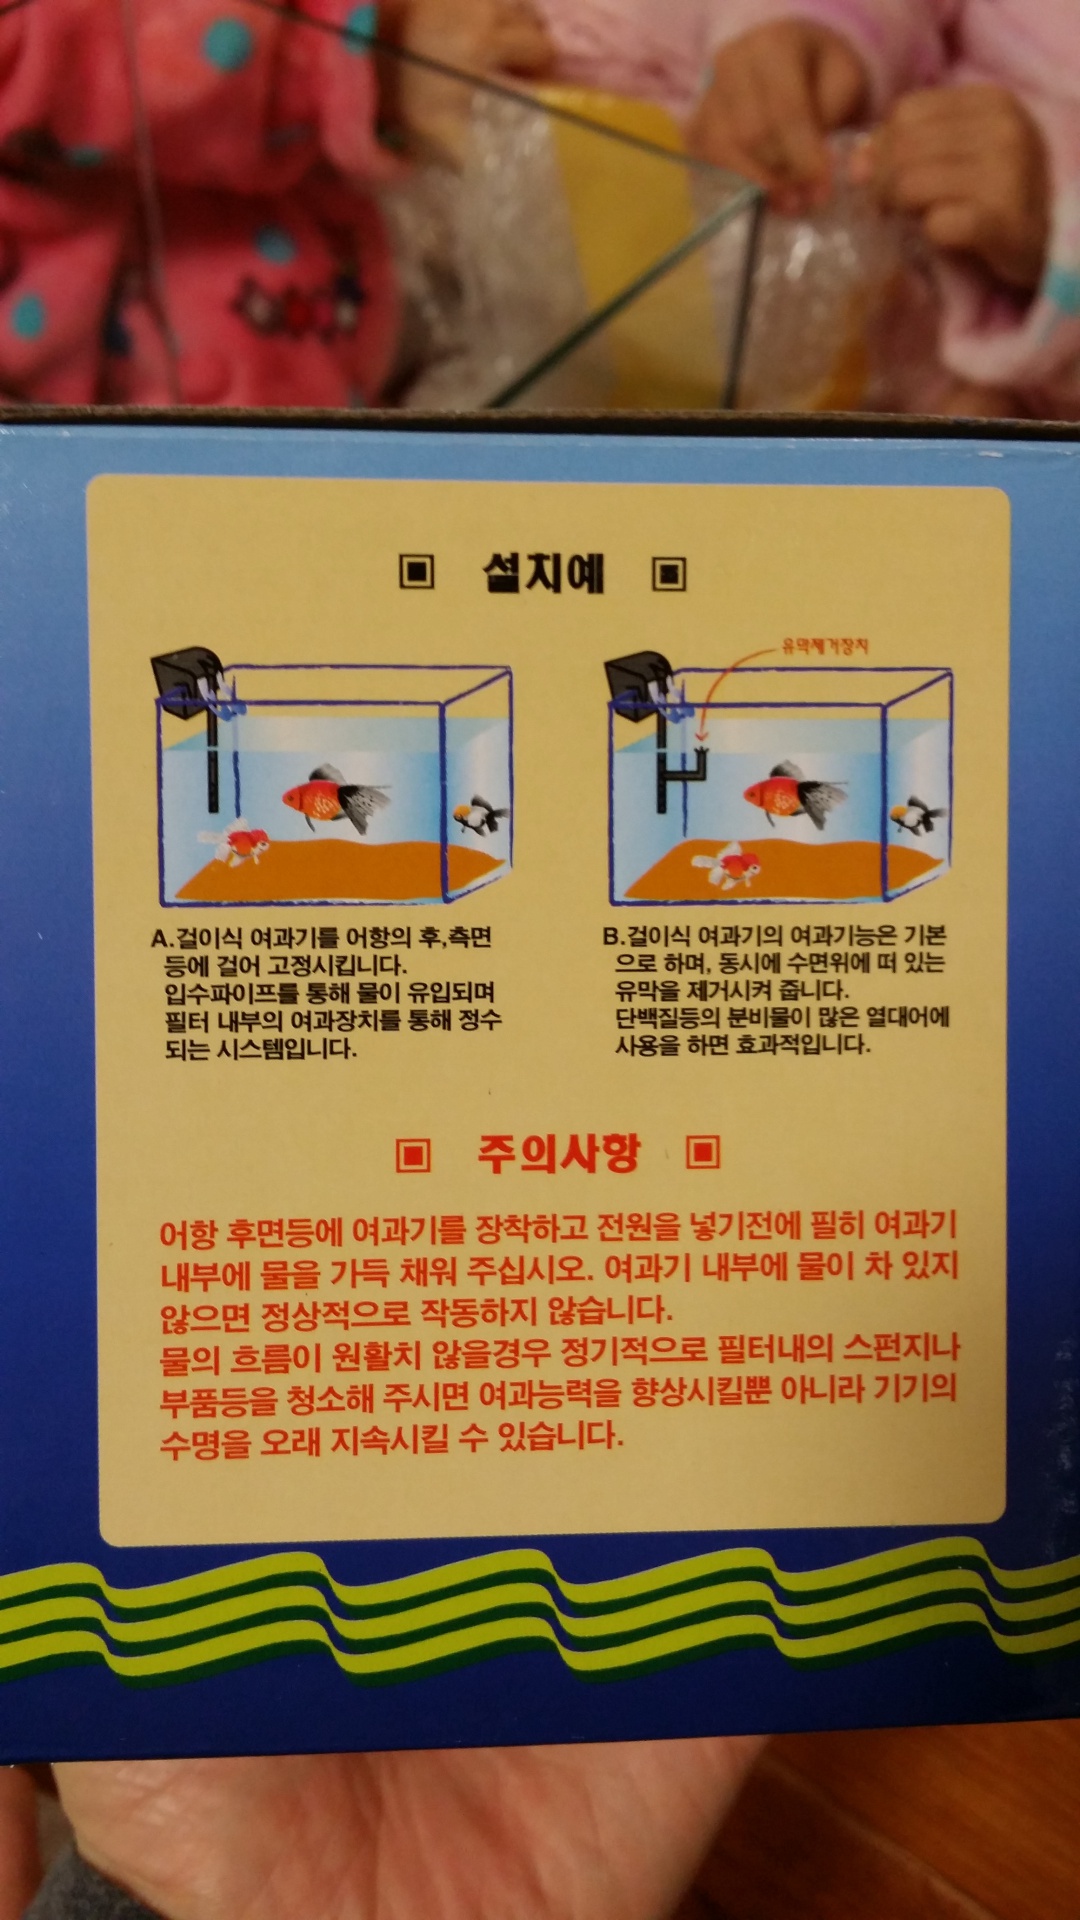 설치예
유막제거장치
A.걸이식 여과기를 어항의 후,측면
등에 걸어 고정시킵니다.
입수파이프를 통해 물이 유입되며
필터 내부의 여과장치를 통해 정수
되는 시스템입니다.
B.걸이식 여과기의 여과기능은 기본
으로 하며, 동시에 수면위에 떠 있는
유막을 제거시켜 줍니다.
단백질등의 분비물이 많은 열대어에
사용을 하면 효과적입니다.
주의사항
어항 후면등에 여과기를 장착하고 전원을 넣기전에 필히 여과기
내부에 물을 가득 채워 주십시오. 여과기 내부에 물이 차 있지
않으면 정상적으로 작동하지 않습니다.
물의 흐름이 원활치 않을경우 정기적으로 필터내의 스펀지나
부품등을 청소해 주시면 여과능력을 향상시킬뿐 아니라 기기의
수명을 오래 지속시킬 수 있습니다.